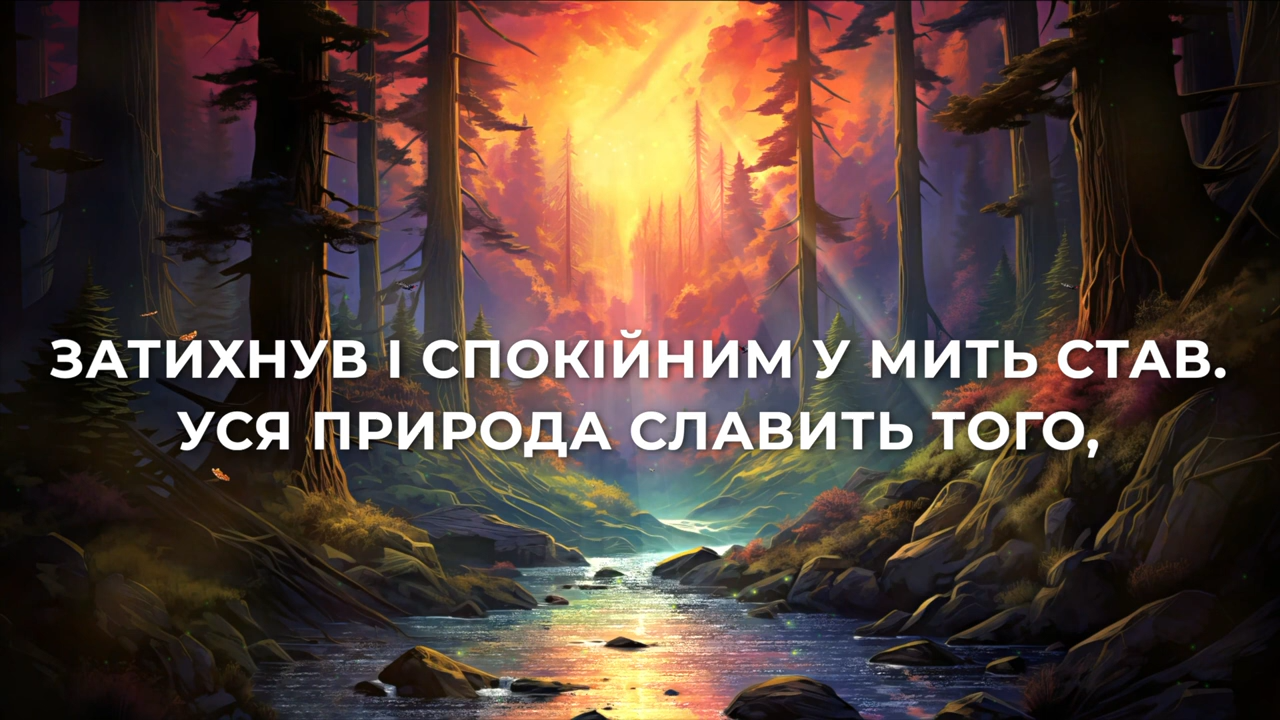 ЗАТИХНУВ І СПОКІЙНИМ У МИТЬ СТАВ.
УСЯ ПРИРОДА СЛАВИТЬ ТОГО,